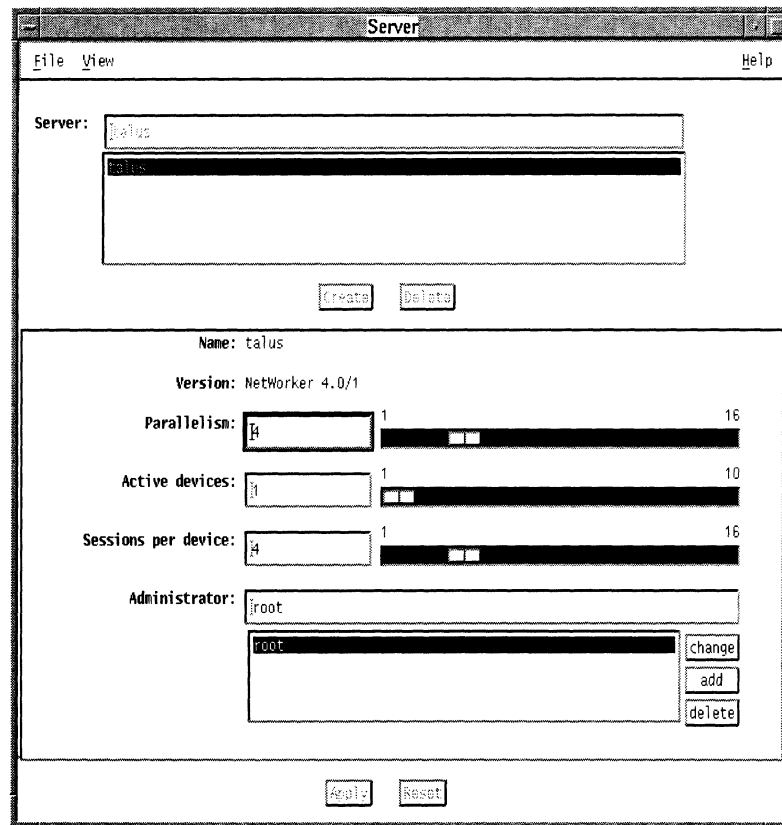 Server
File View Help
Server: talus
talus
Create Delete
Name: talus
Version: NetWorker 4.0/1
Parallelism: 4 1 16
Active devices: 1 1 10
Sessions per device: 4 1 16
Administrator: root
root
change
add
delete
Apply Reset